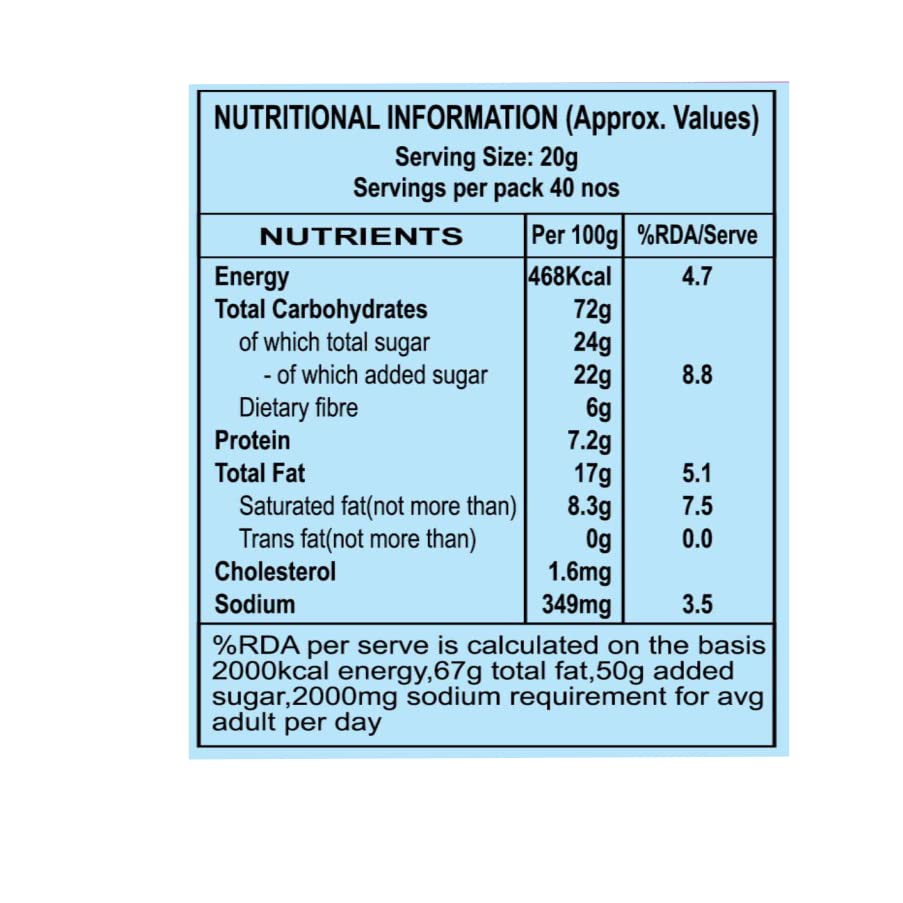 NUTRITIONAL INFORMATION (Approx. Values)
Serving Size: 20g
Servings per pack 40 nos
NUTRIENTS Per 100g %RDA/Serve
Energy 468Kcal 4.7
Total Carbohydrates 72g
of which total sugar 24g
- of which added sugar 22g 8.8
Dietary fibre 6g
Protein 7.2g
Total Fat 17g 5.1
Saturated fat(not more than) 8.3g 7.5
Trans fat(not more than) 0g 0.0
Cholesterol 1.6mg
Sodium 349mg 3.5
%RDA per serve is calculated on the basis
2000kcal energy,67g total fat,50g added
sugar,2000mg sodium requirement for avg
adult per day